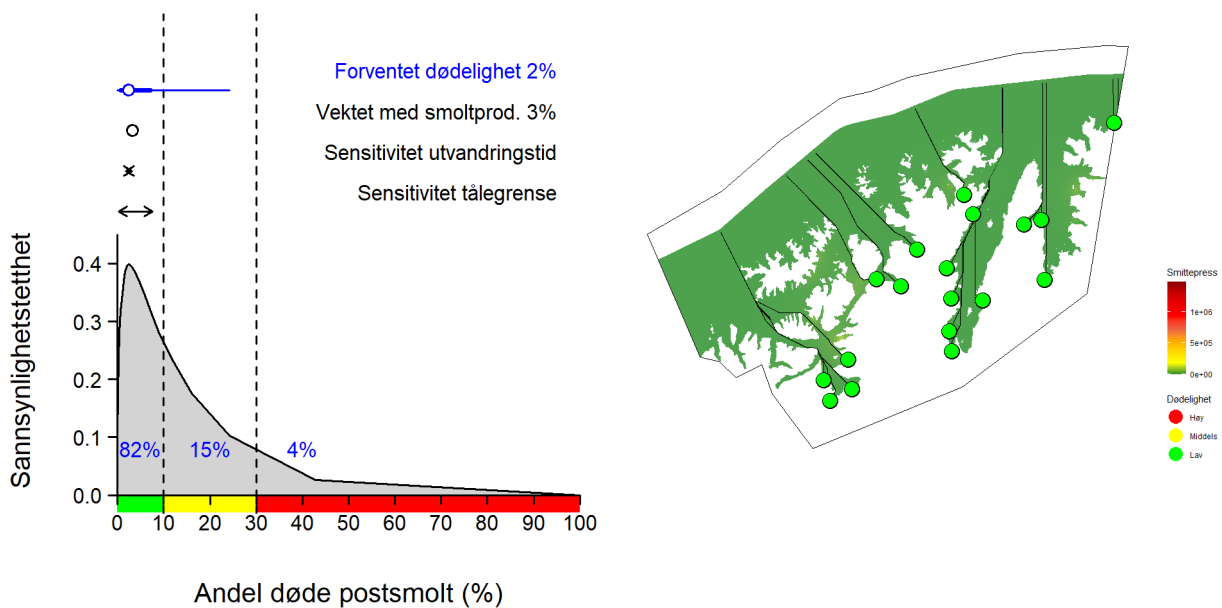 Forventet dødelighet 2%
Vektet med smoltprod. 3%
Sensitivitet utvandringstid
Sensitivitet tålegrense
Sannsynlighetstetthet
0.4
0.3
0.2
0.1
0.0
82%
15%
4%
0 10 20 30 40 50 60 70 80 90 100
Andel døde postsmolt (%)
Smittepress
1e+06
5e+05
0e+00
Dødelighet
Høy
Middels
Lav